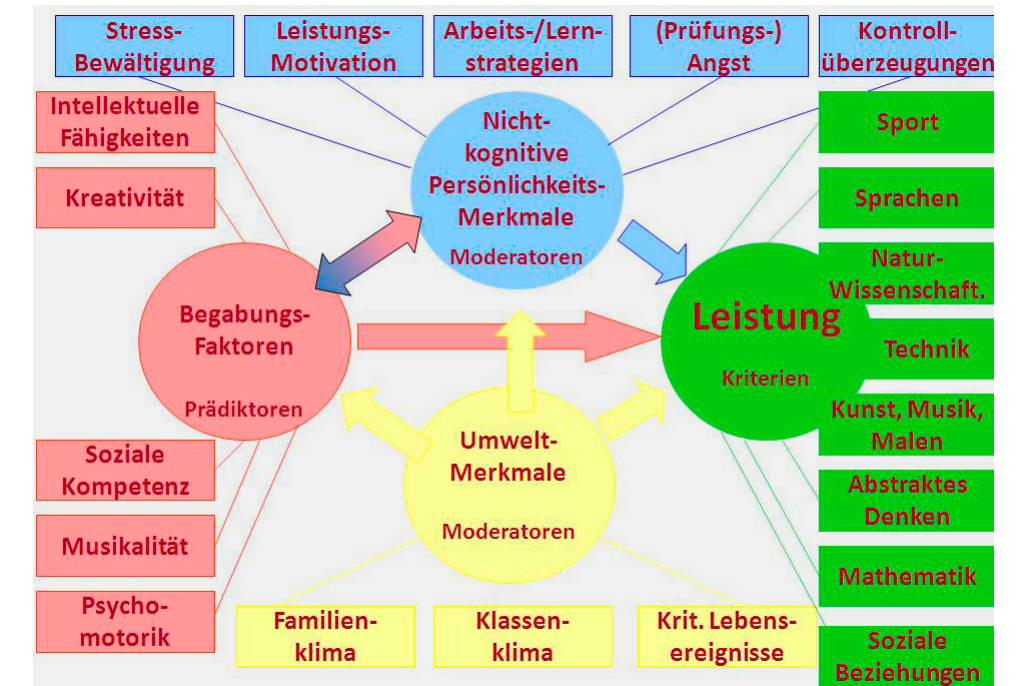 Stress-
Bewältigung
Leistungs-
Motivation
Arbeits-/Lern-
strategien
(Prüfungs-)
Angst
Kontroll-
überzeugungen
Intellektuelle
Fähigkeiten
Kreativität
Nicht-
kognitive
Persönlichkeits-
Merkmale
Moderatoren
Sport
Sprachen
Natur-
Wissenschaft.
Begabungs-
Faktoren
Prädiktoren
Leistung
Kriterien
Technik
Kunst, Musik,
Malen
Umwelt-
Merkmale
Moderatoren
Soziale
Kompetenz
Musikalität
Psycho-
motorik
Abstraktes
Denken
Mathematik
Soziale
Beziehungen
Familien-
klima
Klassen-
klima
Krit. Lebens-
ereignisse